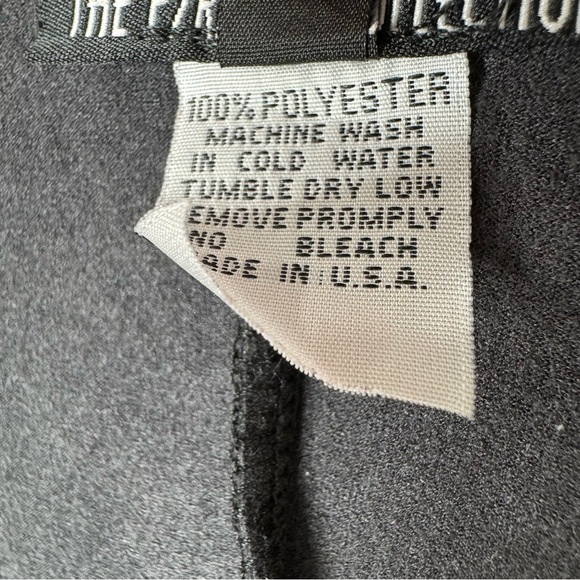 THE
100% POLYESTER
MACHINE WASH
IN COLD WATER
TUMBLE DRY LOW
EMOVE PROMPLY
NO BLEACH
ADE IN U.S.A.